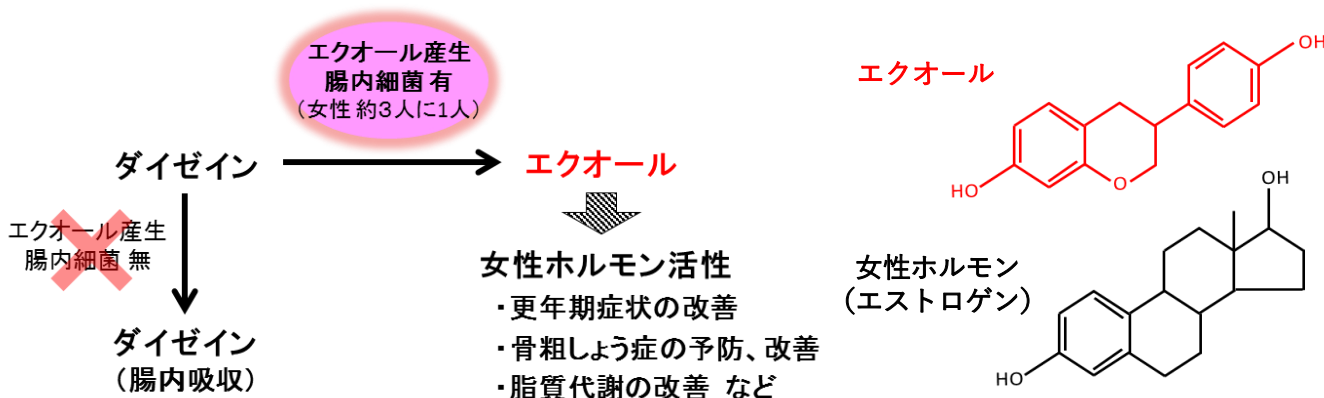 エクオール産生
腸内細菌 有
（女性 約3人に1人）
ダイゼイン
エクオール
エクオール産生
腸内細菌 無
ダイゼイン
（腸内吸収）
女性ホルモン活性
・更年期症状の改善
・骨粗しょう症の予防、改善
・脂質代謝の改善 など
エクオール
OH
HO
O
女性ホルモン
（エストロゲン）
OH
HO